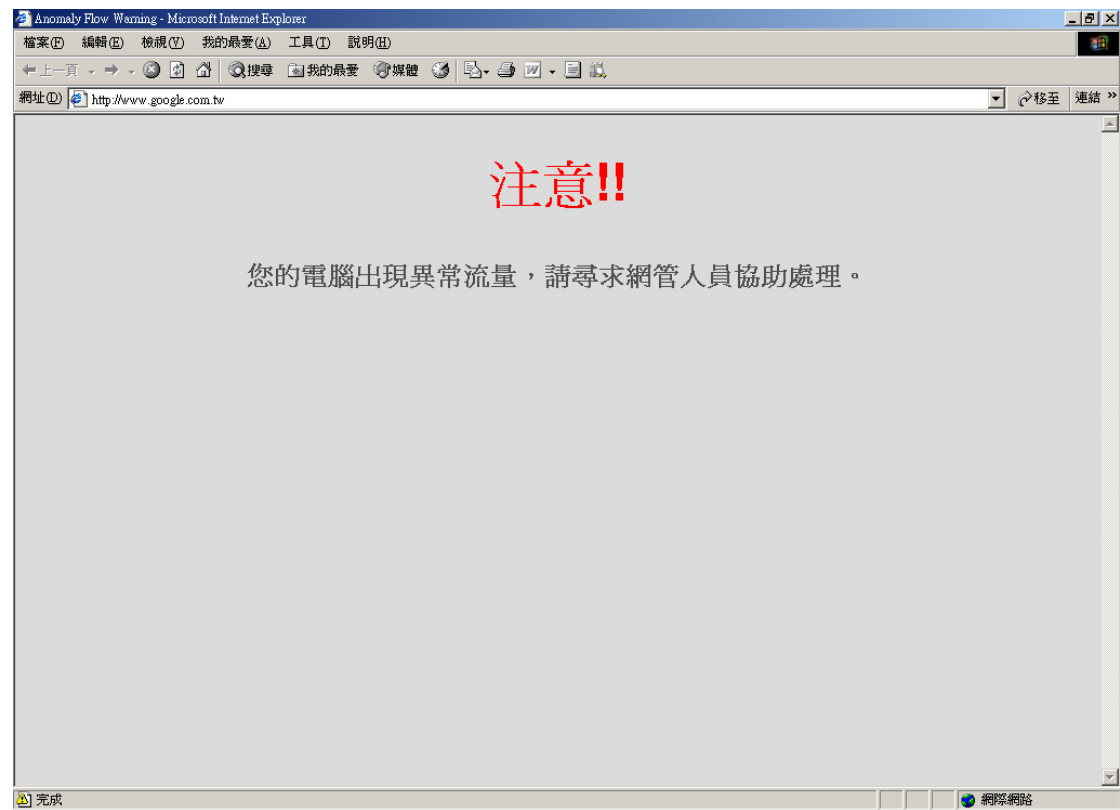 Anomaly Flow Warning - Microsoft Internet Explorer
檔案(F) 編輯(E) 檢視(V) 我的最愛(A) 工具(T) 說明(H)
上一頁 搜尋 我的最愛 媒體
網址(D) http://www.google.com.tw 移至 連結 »
注意!!
您的電腦出現異常流量，請尋求網管人員協助處理。
完成 網際網路